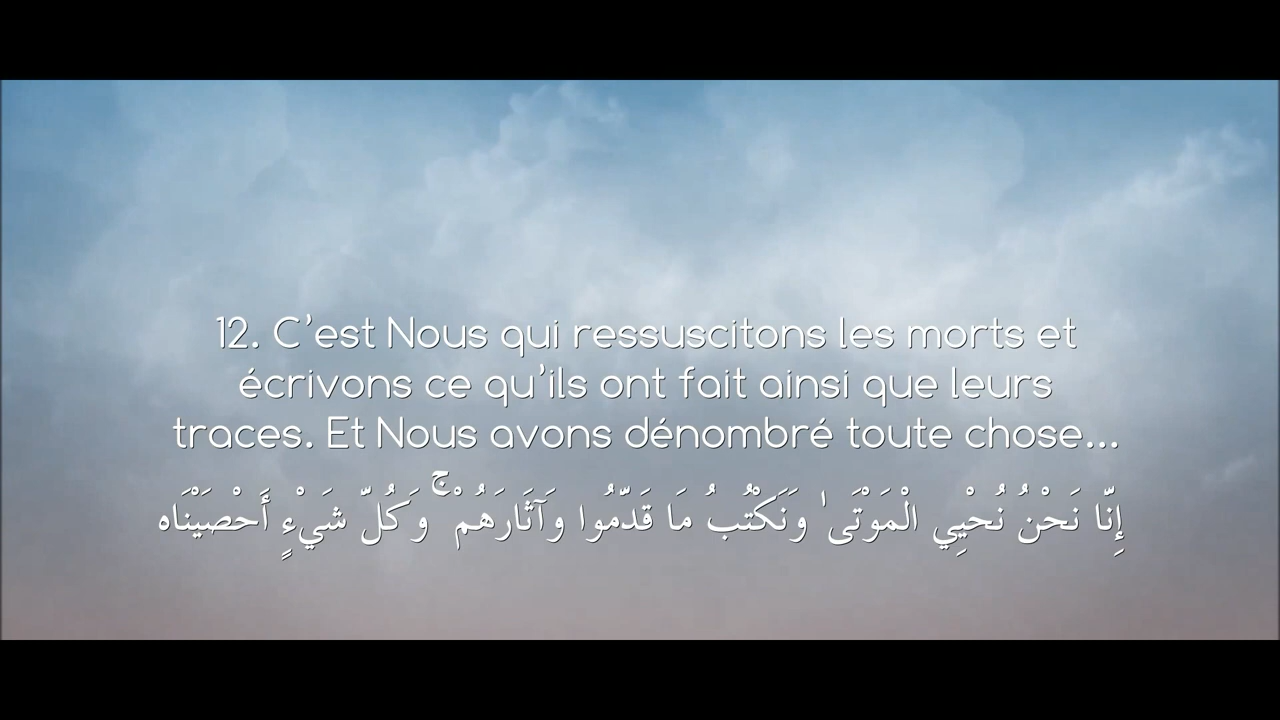 12. C’est Nous qui ressuscitons les morts et
écrivons ce qu’ils ont fait ainsi que leurs
traces. Et Nous avons dénombré toute chose...
إِنَّا نَحْنُ نُحْيِي الْمَوْتَىٰ وَنَكْتُبُ مَا قَدَّمُوا وَآثَارَهُمْ ۚ وَكُلَّ شَيْءٍ أَحْصَيْنَاه